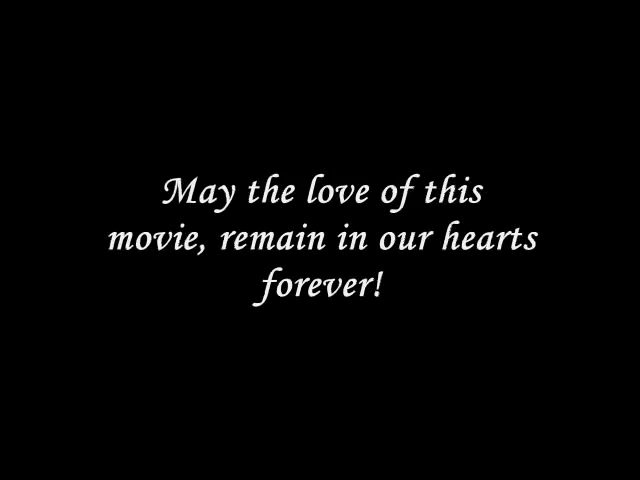 May the love of this
movie, remain in our hearts
forever!